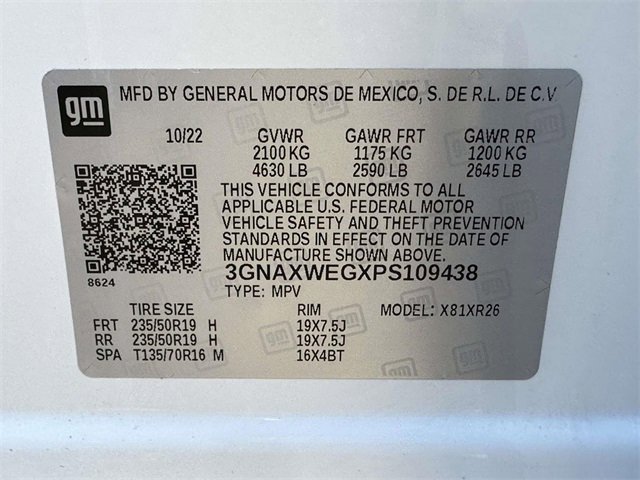 gm MFD BY GENERAL MOTORS DE MEXICO, S. DE R.L. DE C.V
10/22 GVWR GAWR FRT GAWR RR
2100 KG 1175 KG 1200 KG
4630 LB 2590 LB 2645 LB
THIS VEHICLE CONFORMS TO ALL
APPLICABLE U.S. FEDERAL MOTOR
VEHICLE SAFETY AND THEFT PREVENTION
STANDARDS IN EFFECT ON THE DATE OF
MANUFACTURE SHOWN ABOVE.
3GNAXWEGXPS109438
8624
TYPE: MPV
TIRE SIZE RIM MODEL: X81XR26
FRT 235/50R19 H 19X7.5J
RR 235/50R19 H 19X7.5J
SPA T135/70R16 M 16X4BT